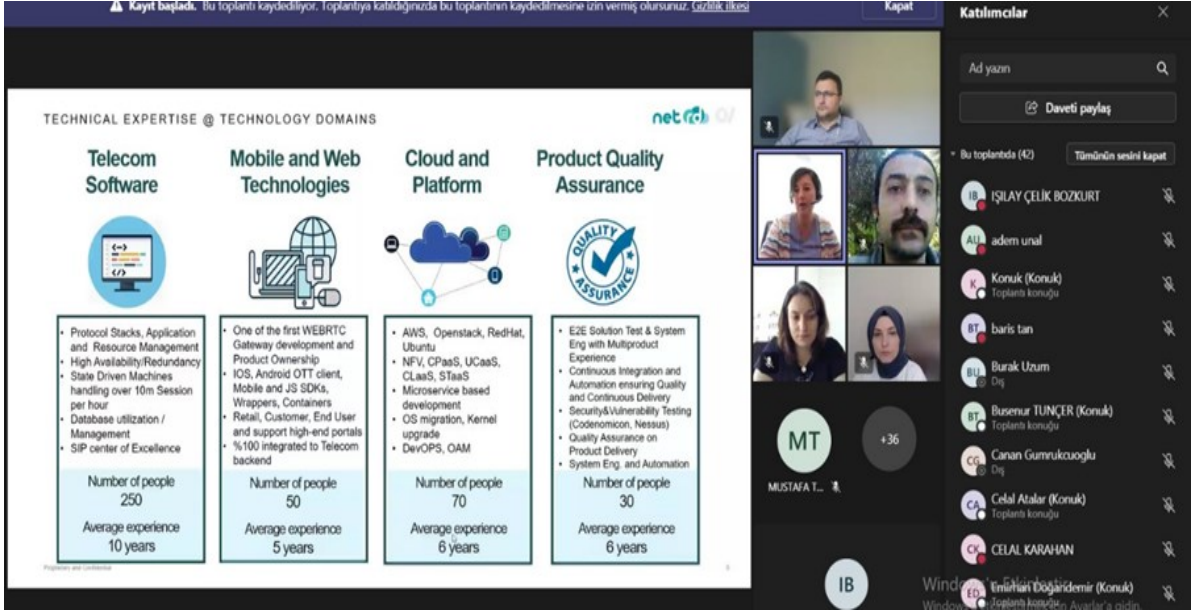 Kayıt başladı. Bu toplantı kaydediliyor. Toplantıya katıldığınızda bu toplantının kaydedilmesine izin vermiş olursunuz. Gizlilik ilkesi
Kapat
TECHNICAL EXPERTISE @ TECHNOLOGY DOMAINS
net rd
Telecom
Software
• Protocol Stacks, Application
and Resource Management
• High Availability/Redundancy
• State Driven Machines
handling over 10m Session
per hour
• Database utilization /
Management
• SIP center of Excellence
Number of people
250
Average experience
10 years
Mobile and Web
Technologies
• One of the first WEBRTC
Gateway development and
Product Ownership
• IOS, Android OTT client,
Mobile and JS SDKs,
Wrappers, Containers
• Retail, Customer, End User
and support high-end portals
• %100 integrated to Telecom
backend
Number of people
50
Average experience
5 years
Cloud and
Platform
• AWS, Openstack, RedHat,
Ubuntu
• NFV, CPaaS, UCaaS,
CLaaS, STaaS
• Microservice based
development
• OS migration, Kernel
upgrade
• DevOPS, OAM
Number of people
70
Average experience
6 years
Product Quality
Assurance
QUALITY
ASSURANCE
• E2E Solution Test & System
Eng with Multiproduct
Experience
• Continuous Integration and
Automation ensuring Quality
and Continuous Delivery
• Security&Vulnerability Testing
(Codenomicon, Nessus)
• Quality Assurance on
Product Delivery
• System Eng. and Automation
Number of people
30
Average experience
6 years
Proprietary and Confidential
MT
+36
MUSTAFA T...
IB
Katılımcılar
Ad yazın
Daveti paylaş
Bu toplantıda (42)
Tümünün sesini kapat
IB
IŞILAY ÇELİK BOZKURT
AU
adem unal
K
Konuk (Konuk)
Toplantı konuğu
BT
baris tan
BU
Burak Uzum
Dış
BT
Busenur TUNÇER (Konuk)
Toplantı konuğu
CG
Canan Gumrukcuoglu
Dış
CA
Celal Atalar (Konuk)
Toplantı konuğu
CK
CELAL KARAHAN
ED
Emirhan Doğandemir (Konuk)
Toplantı konuğu
Windows'u Etkinleştir